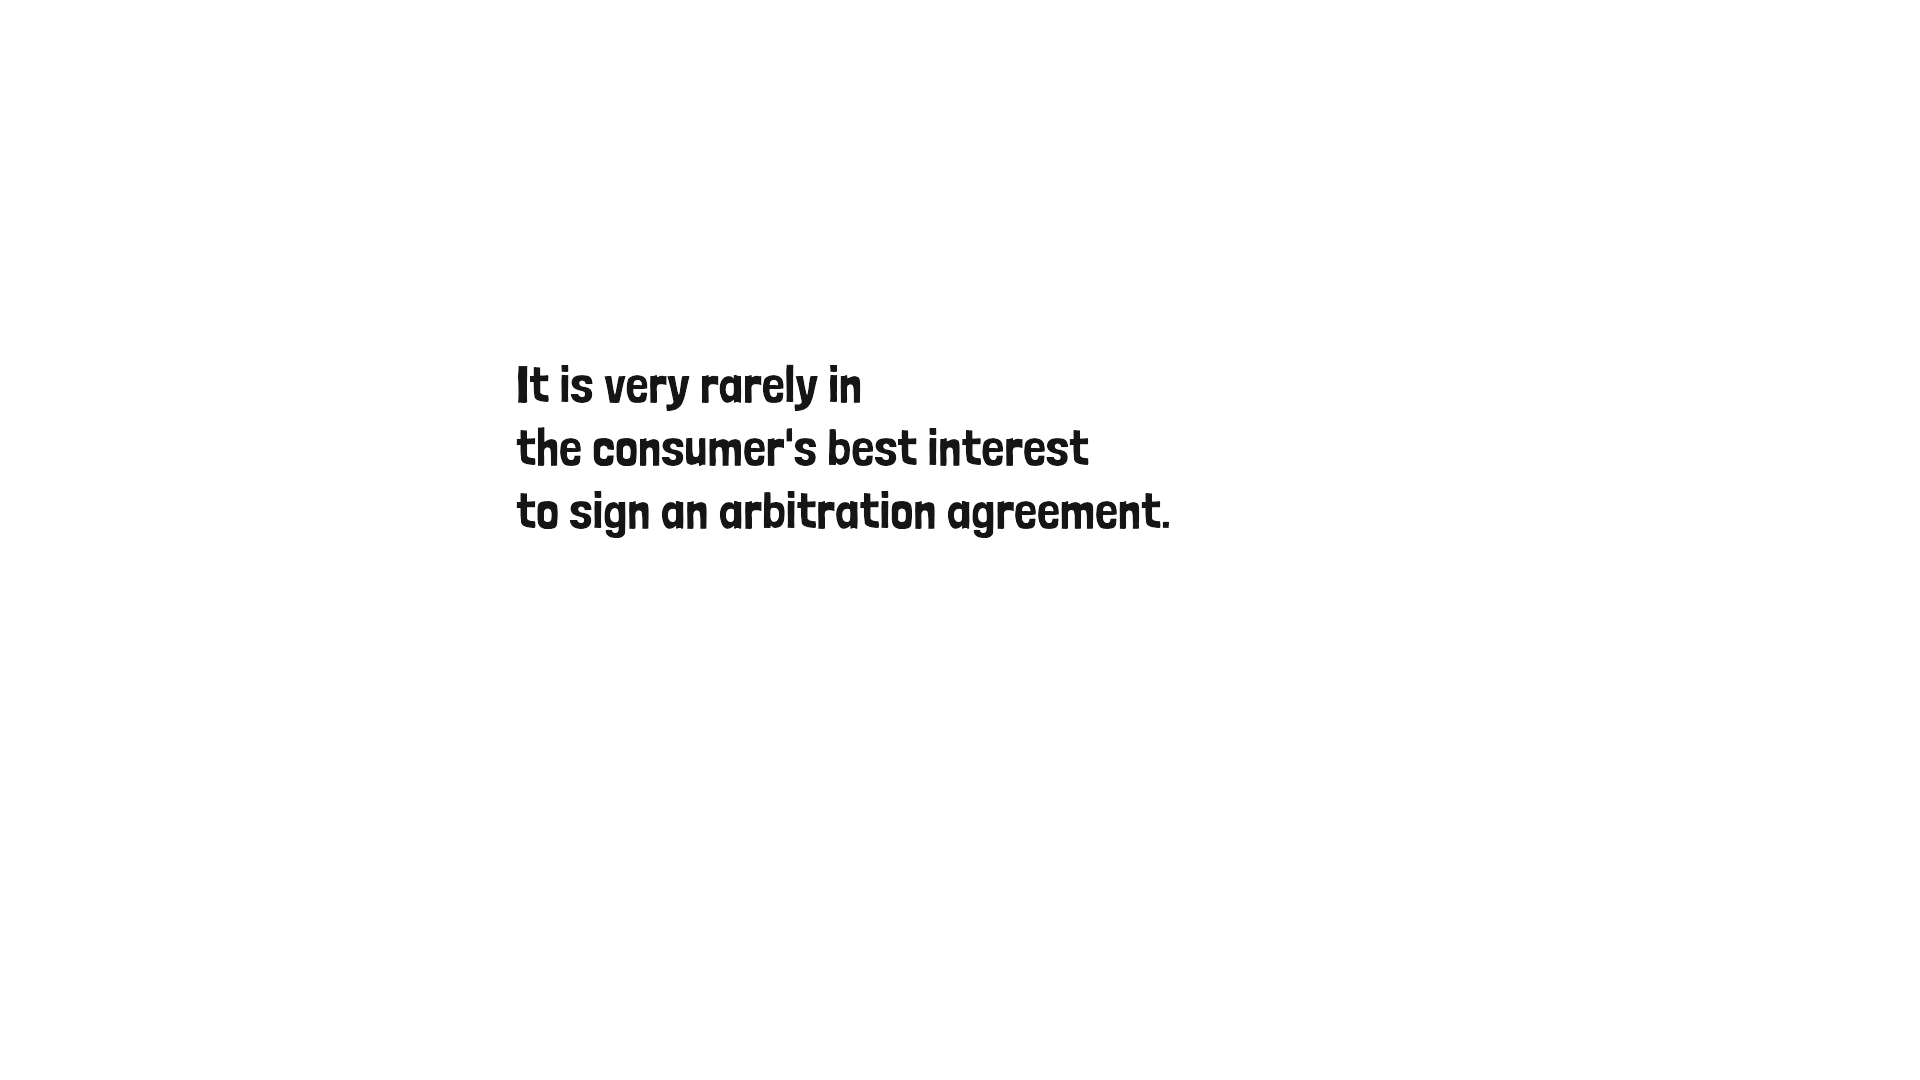 It is very rarely in
the consumer's best interest
to sign an arbitration agreement.